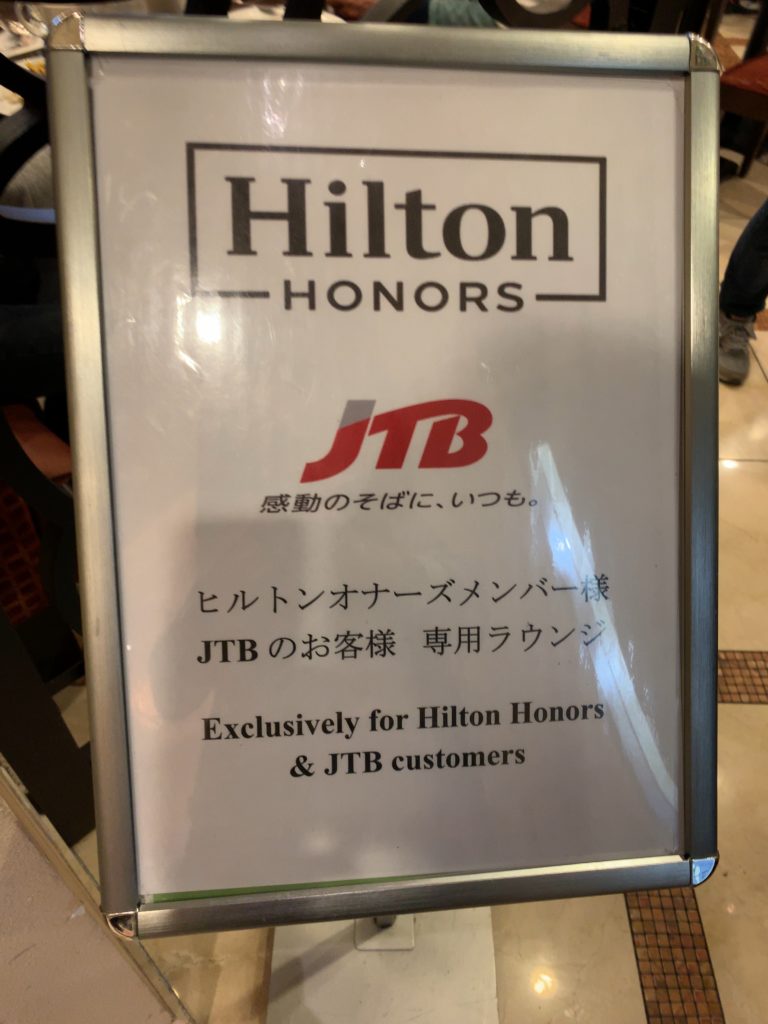 Hilton
HONORS
JTB
感動のそばに、いつも。
ヒルトンオナーズメンバー様
JTBのお客様 専用ラウンジ
Exclusively for Hilton Honors
& JTB customers